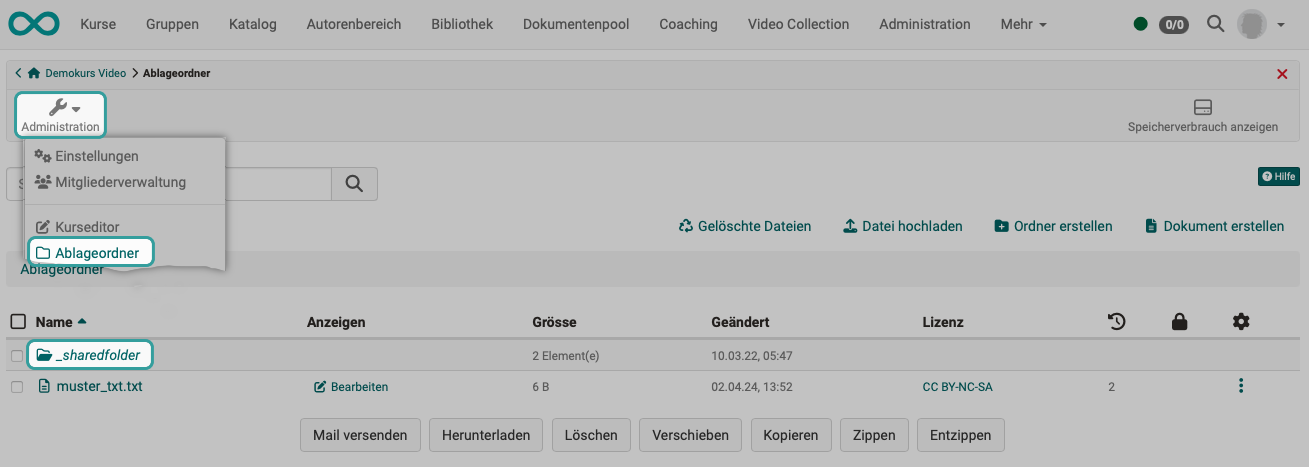 Kurse Gruppen Katalog Autorenbereich Bibliothek Dokumentenpool Coaching Video Collection Administration Mehr 0/0
Demokurs Video > Ablageordner
Administration
Speicherverbrauch anzeigen
Einstellungen
Mitgliederverwaltung
Hilfe
Kurseditor
Gelöschte Dateien Datei hochladen Ordner erstellen Dokument erstellen
Ablageordner
Ablageordner
Name Anzeigen Grösse Geändert Lizenz
_sharedfolder 2 Element(e) 10.03.22, 05:47
muster_txt.txt Bearbeiten 6 B 02.04.24, 13:52 CC BY-NC-SA 2
Mail versenden Herunterladen Löschen Verschieben Kopieren Zippen Entzippen